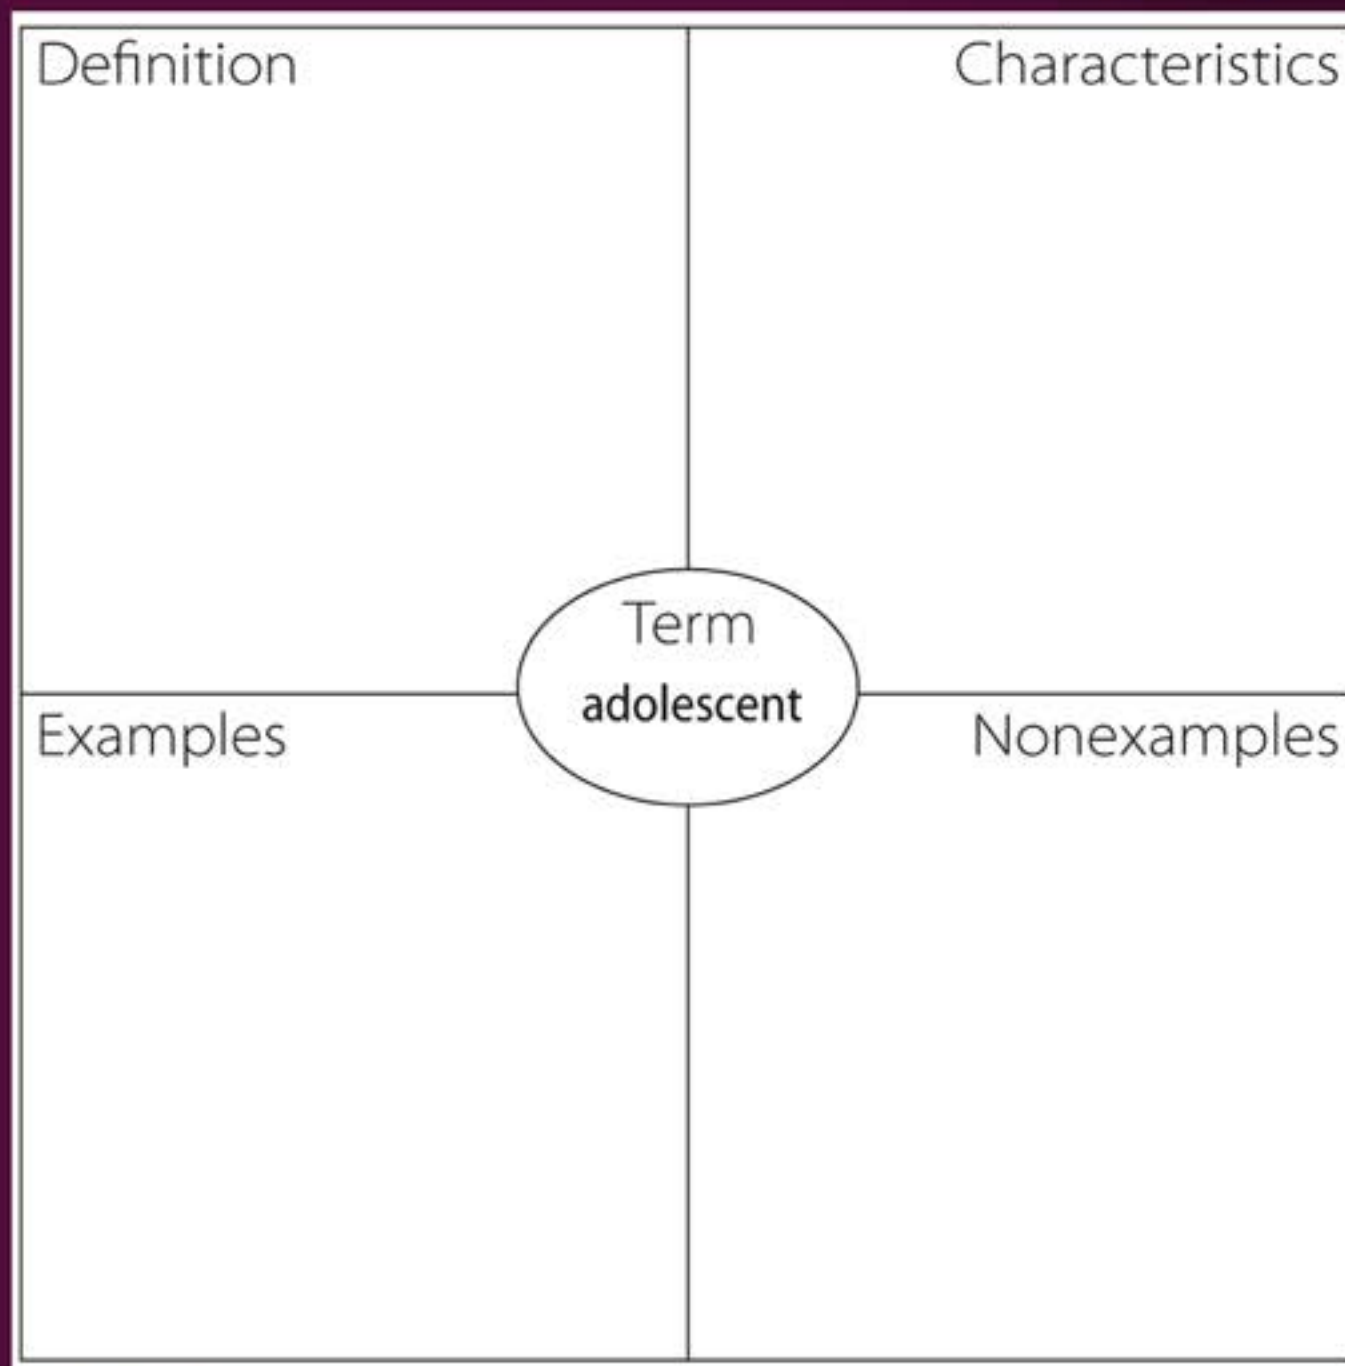 Definition
Characteristics
Term
adolescent
Examples
Nonexamples